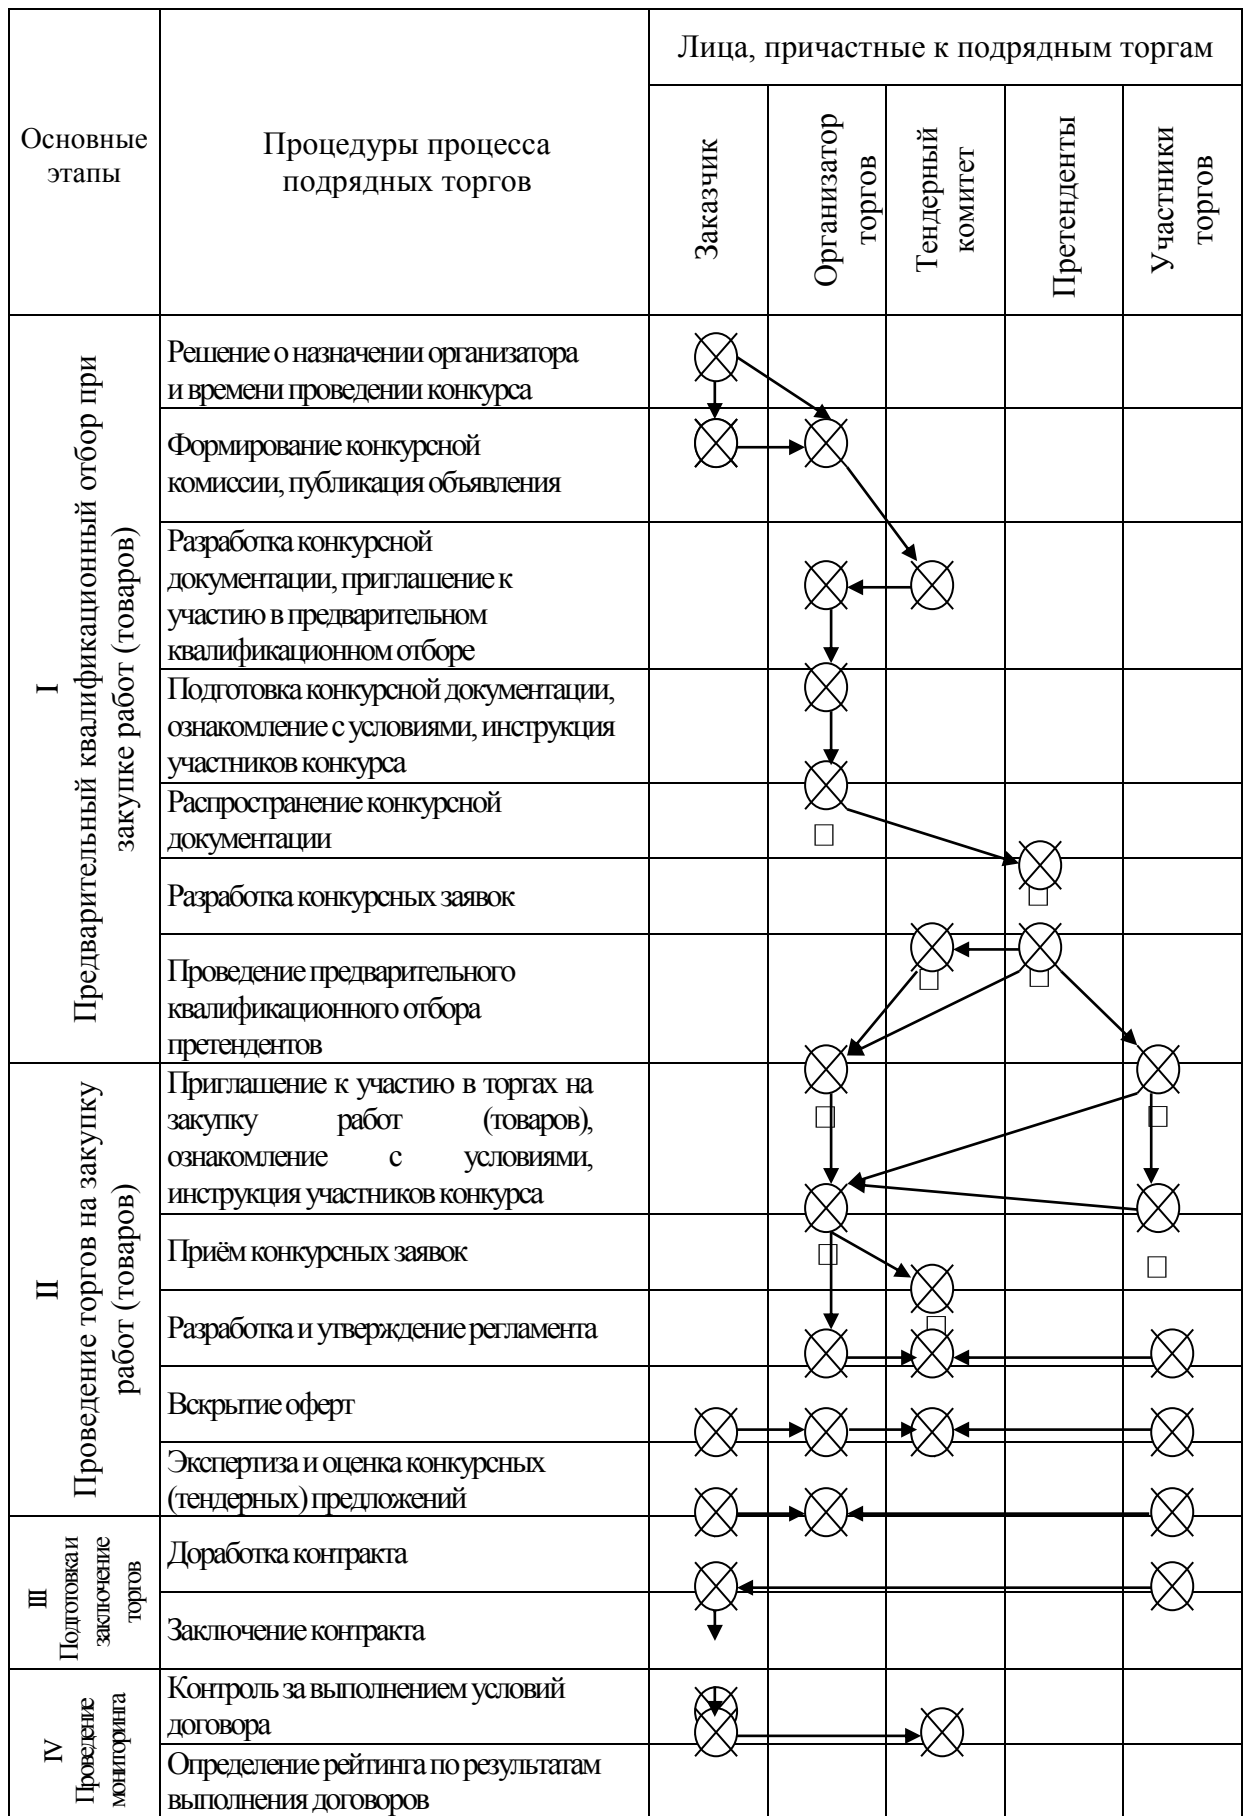 Лица, причастные к подрядным торгам
Основные
этапы
Процедуры процесса
подрядных торгов
Заказчик
Организатор
торгов
Тендерный
комитет
Претенденты
Участники
торгов
I
Предварительный квалификационный отбор при
закупке работ (товаров)
Решение о назначении организатора
и времени проведении конкурса
Формирование конкурсной
комиссии, публикация объявления
Разработка конкурсной
документации, приглашение к
участию в предварительном
квалификационном отборе
Подготовка конкурсной документации,
ознакомление с условиями, инструкция
участников конкурса
Распространение конкурсной
документации
Разработка конкурсных заявок
Проведение предварительного
квалификационного отбора
претендентов
II
Проведение торгов на закупку
работ (товаров)
Приглашение к участию в торгах на
закупку работ (товаров),
ознакомление с условиями,
инструкция участников конкурса
Приём конкурсных заявок
Разработка и утверждение регламента
Вскрытие оферт
Экспертиза и оценка конкурсных
(тендерных) предложений
III
Подготовка и
заключение
торгов
Доработка контракта
Заключение контракта
IV
Проведение
мониторинга
Контроль за выполнением условий
договора
Определение рейтинга по результатам
выполнения договоров